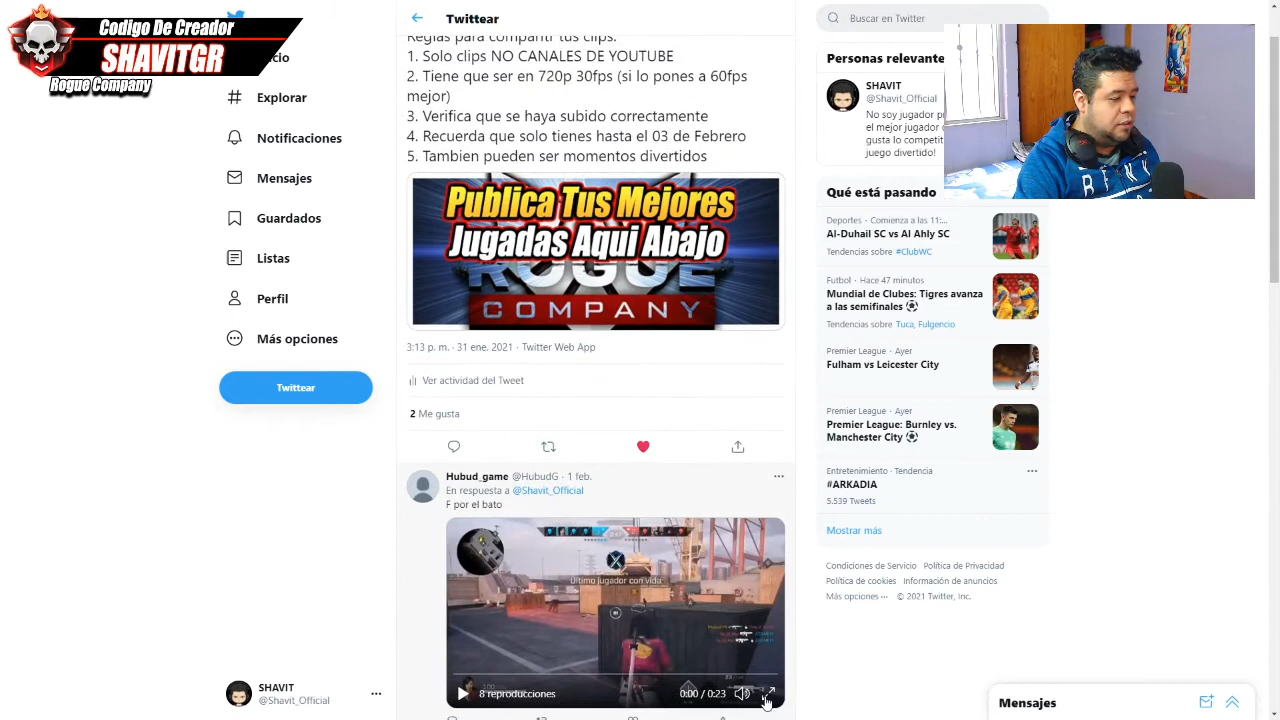 Codigo De Creador
SHAVITGR
Rogue Company
Explorar
Notificaciones
Mensajes
Guardados
Listas
Perfil
Más opciones
Twittear
SHAVIT
@Shavit_Official
Twittear
Reglas para compartir tus clips:
1. Solo clips NO CANALES DE YOUTUBE
2. Tiene que ser en 720p 30fps (si lo pones a 60fps
mejor)
3. Verifica que se haya subido correctamente
4. Recuerda que solo tienes hasta el 03 de Febrero
5. Tambien pueden ser momentos divertidos
Publica Tus Mejores
Jugadas Aqui Abajo
ROGUE
COMPANY
3:13 p. m. · 31 ene. 2021 · Twitter Web App
Ver actividad del Tweet
2 Me gusta
Hubud_game @HubudG · 1 feb.
En respuesta a @Shavit_Official
F por el bato
Último jugador con vida
8 reproducciones
0:00 / 0:23
Buscar en Twitter
Personas relevante
SHAVIT
@Shavit_Official
No soy jugador pr
el mejor jugador
gusta lo competit
juego divertido!
Qué está pasando
Deportes · Comienza a las 11:...
Al-Duhail SC vs Al Ahly SC
Tendencias sobre #ClubWC
Futbol · Hace 47 minutos
Mundial de Clubes: Tigres avanza
a las semifinales
Tendencias sobre Tuca, Fulgencio
Premier League · Ayer
Fulham vs Leicester City
Premier League · Ayer
Premier League: Burnley vs.
Manchester City
Entretenimiento · Tendencia
#ARKADIA
5.539 Tweets
Mostrar más
Condiciones de Servicio Política de Privacidad
Política de cookies Información de anuncios
Más opciones ··· © 2021 Twitter, Inc.
Mensajes